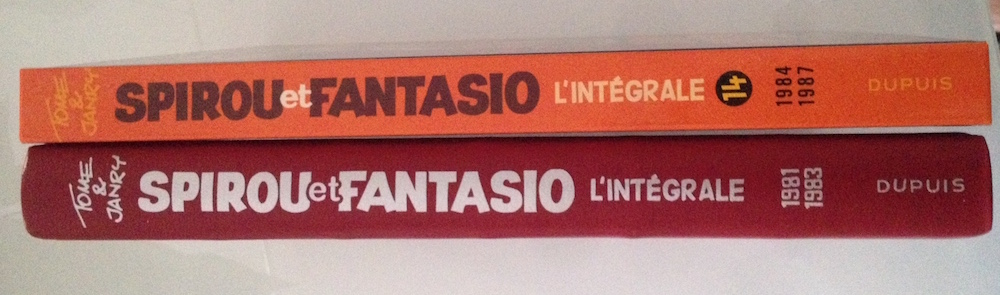 TOME & JANRY SPIROU et FANTASIO L'INTÉGRALE 14 1984 1987 DUPUIS
TOME & JANRY SPIROU et FANTASIO L'INTÉGRALE 1981 1983 DUPUIS